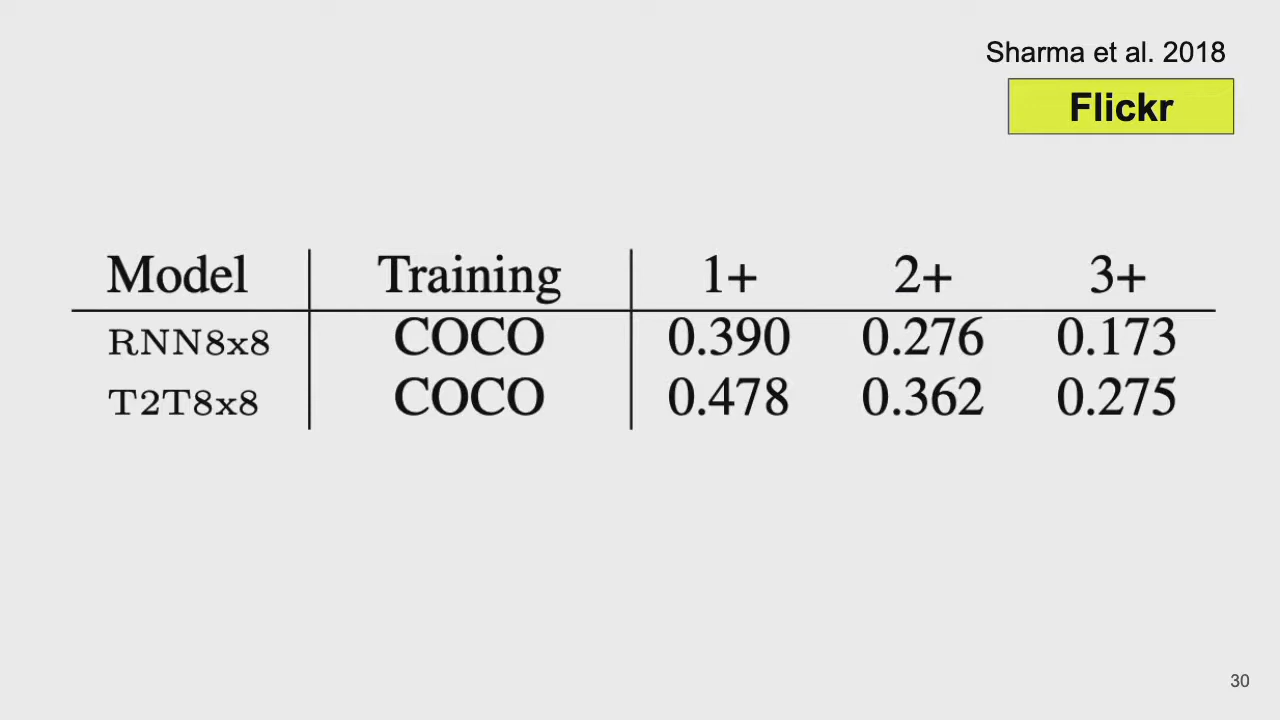 Sharma et al. 2018
Flickr
Model Training 1+ 2+ 3+
RNN8x8 COCO 0.390 0.276 0.173
T2T8x8 COCO 0.478 0.362 0.275
30